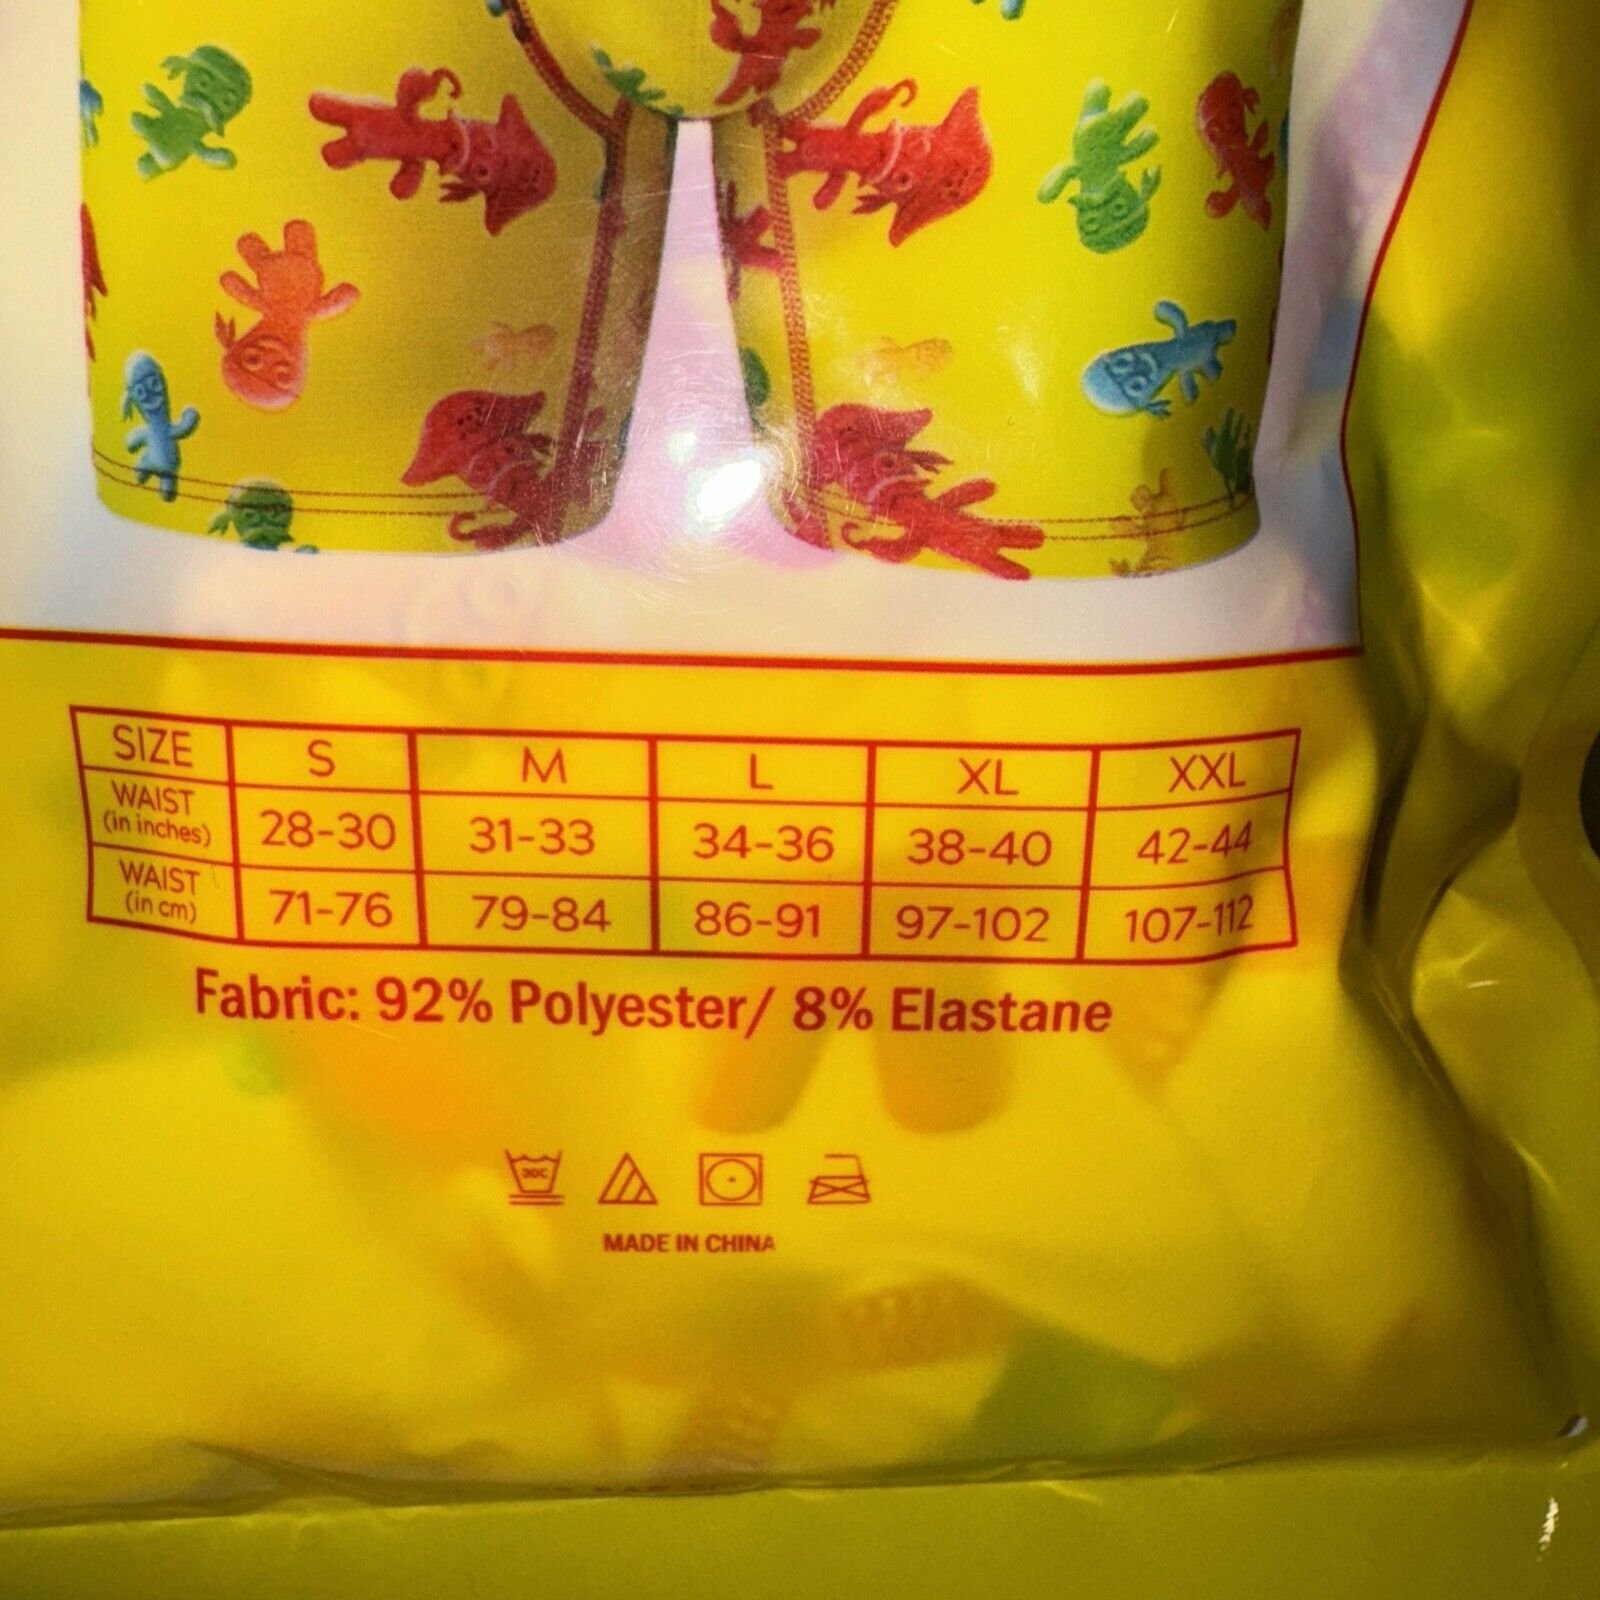 SIZE S M L XL XXL
WAIST (in inches) 28-30 31-33 34-36 38-40 42-44
WAIST (in cm) 71-76 79-84 86-91 97-102 107-112
Fabric: 92% Polyester/ 8% Elastane
30C
MADE IN CHINA